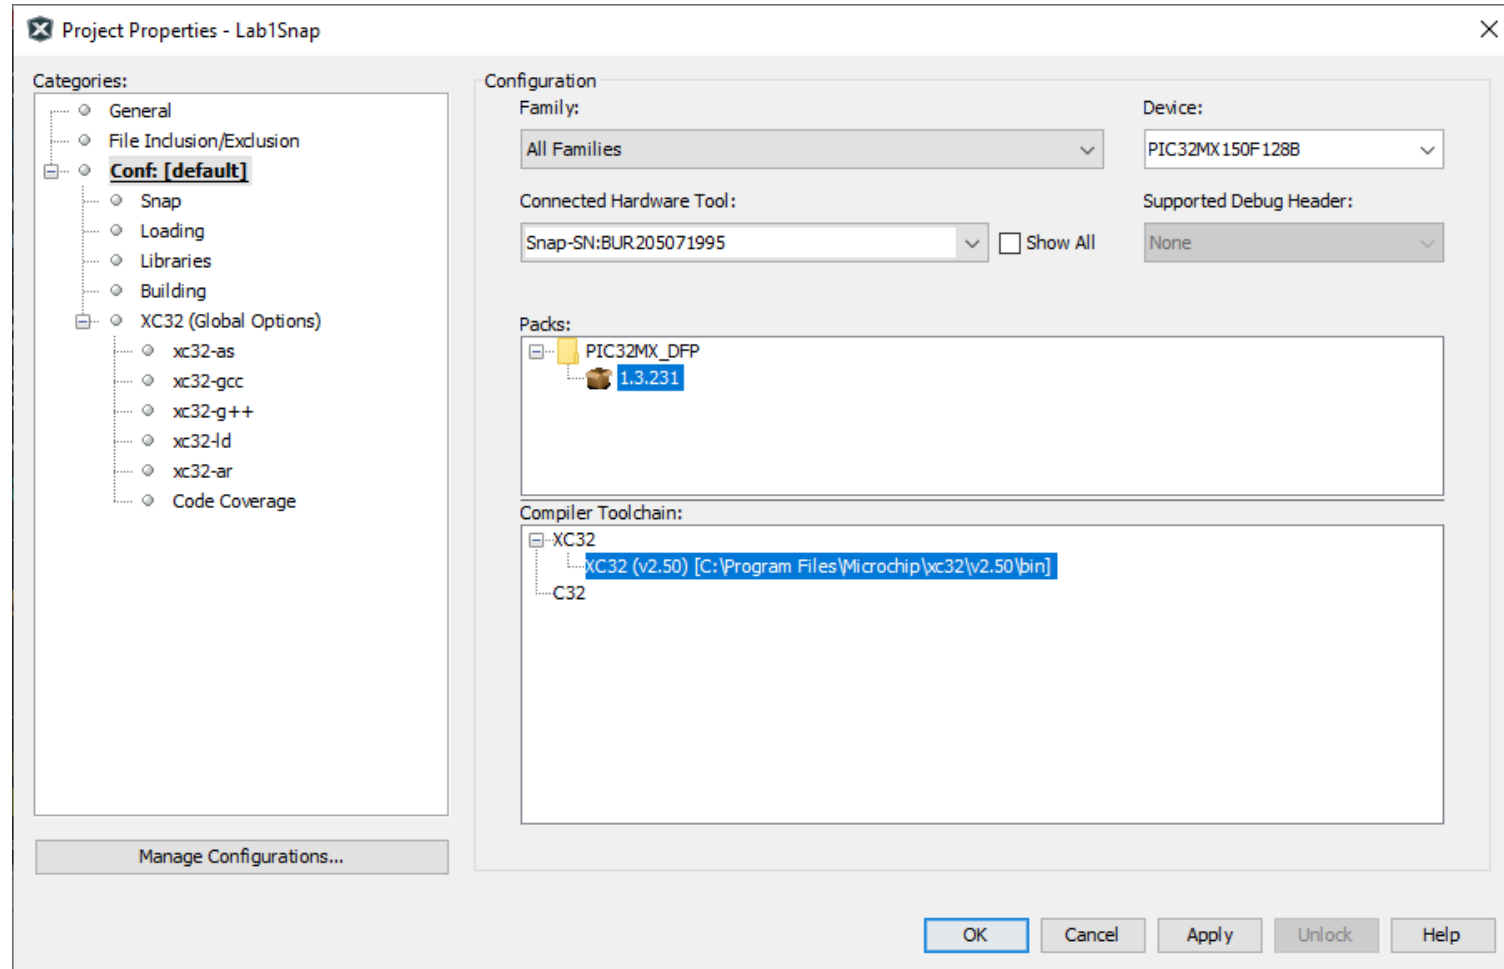 Project Properties - Lab1Snap
Categories:
General
File Inclusion/Exclusion
Conf: [default]
Snap
Loading
Libraries
Building
XC32 (Global Options)
xc32-as
xc32-gcc
xc32-g++
xc32-ld
xc32-ar
Code Coverage
Manage Configurations...
Configuration
Family:
All Families
Device:
PIC32MX150F128B
Connected Hardware Tool:
Snap-SN:BUR205071995
Show All
Supported Debug Header:
None
Packs:
PIC32MX_DFP
1.3.231
Compiler Toolchain:
XC32
XC32 (v2.50) [C:\Program Files\Microchip\xc32\v2.50\bin]
C32
OK Cancel Apply Unlock Help